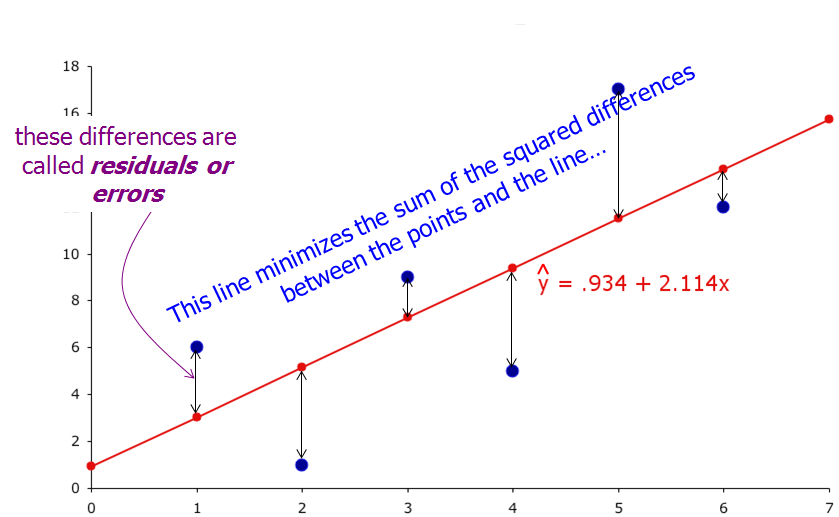 18
16
these differences are
called residuals or
errors
This line minimizes the sum of the squared differences
between the points and the line...
10
ŷ = .934 + 2.114x
8
6
4
2
0
0 1 2 3 4 5 6 7